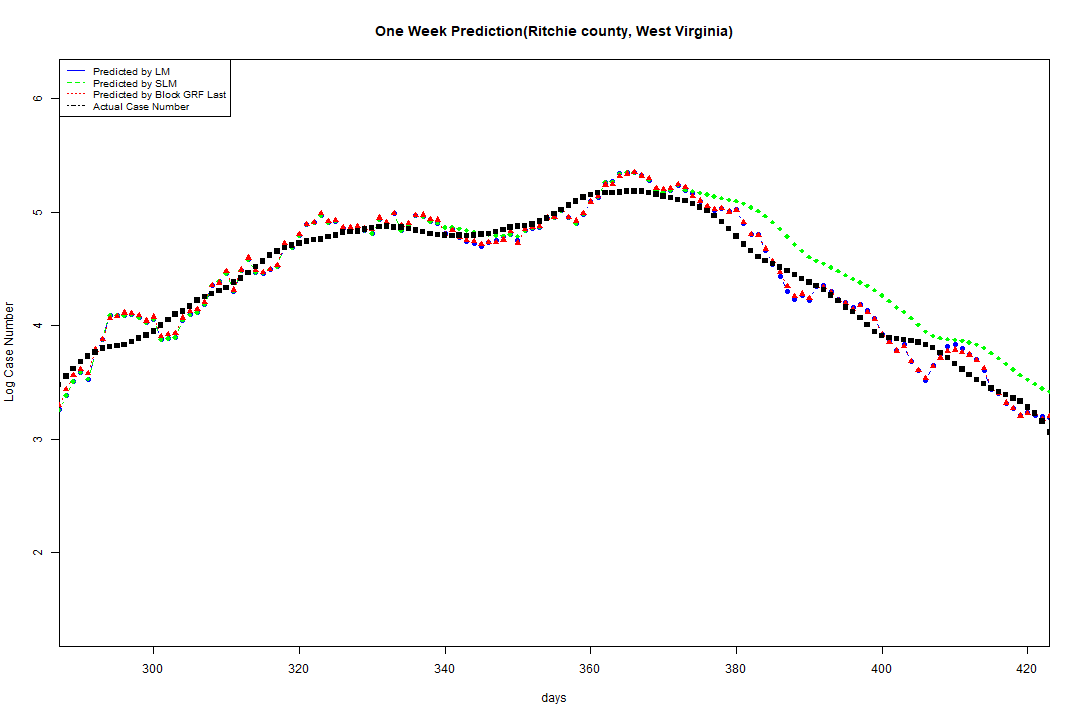 One Week Prediction(Ritchie county, West Virginia)
Predicted by LM
Predicted by SLM
Predicted by Block GRF Last
Actual Case Number
6
5
4
3
2
Log Case Number
300 320 340 360 380 400 420
days